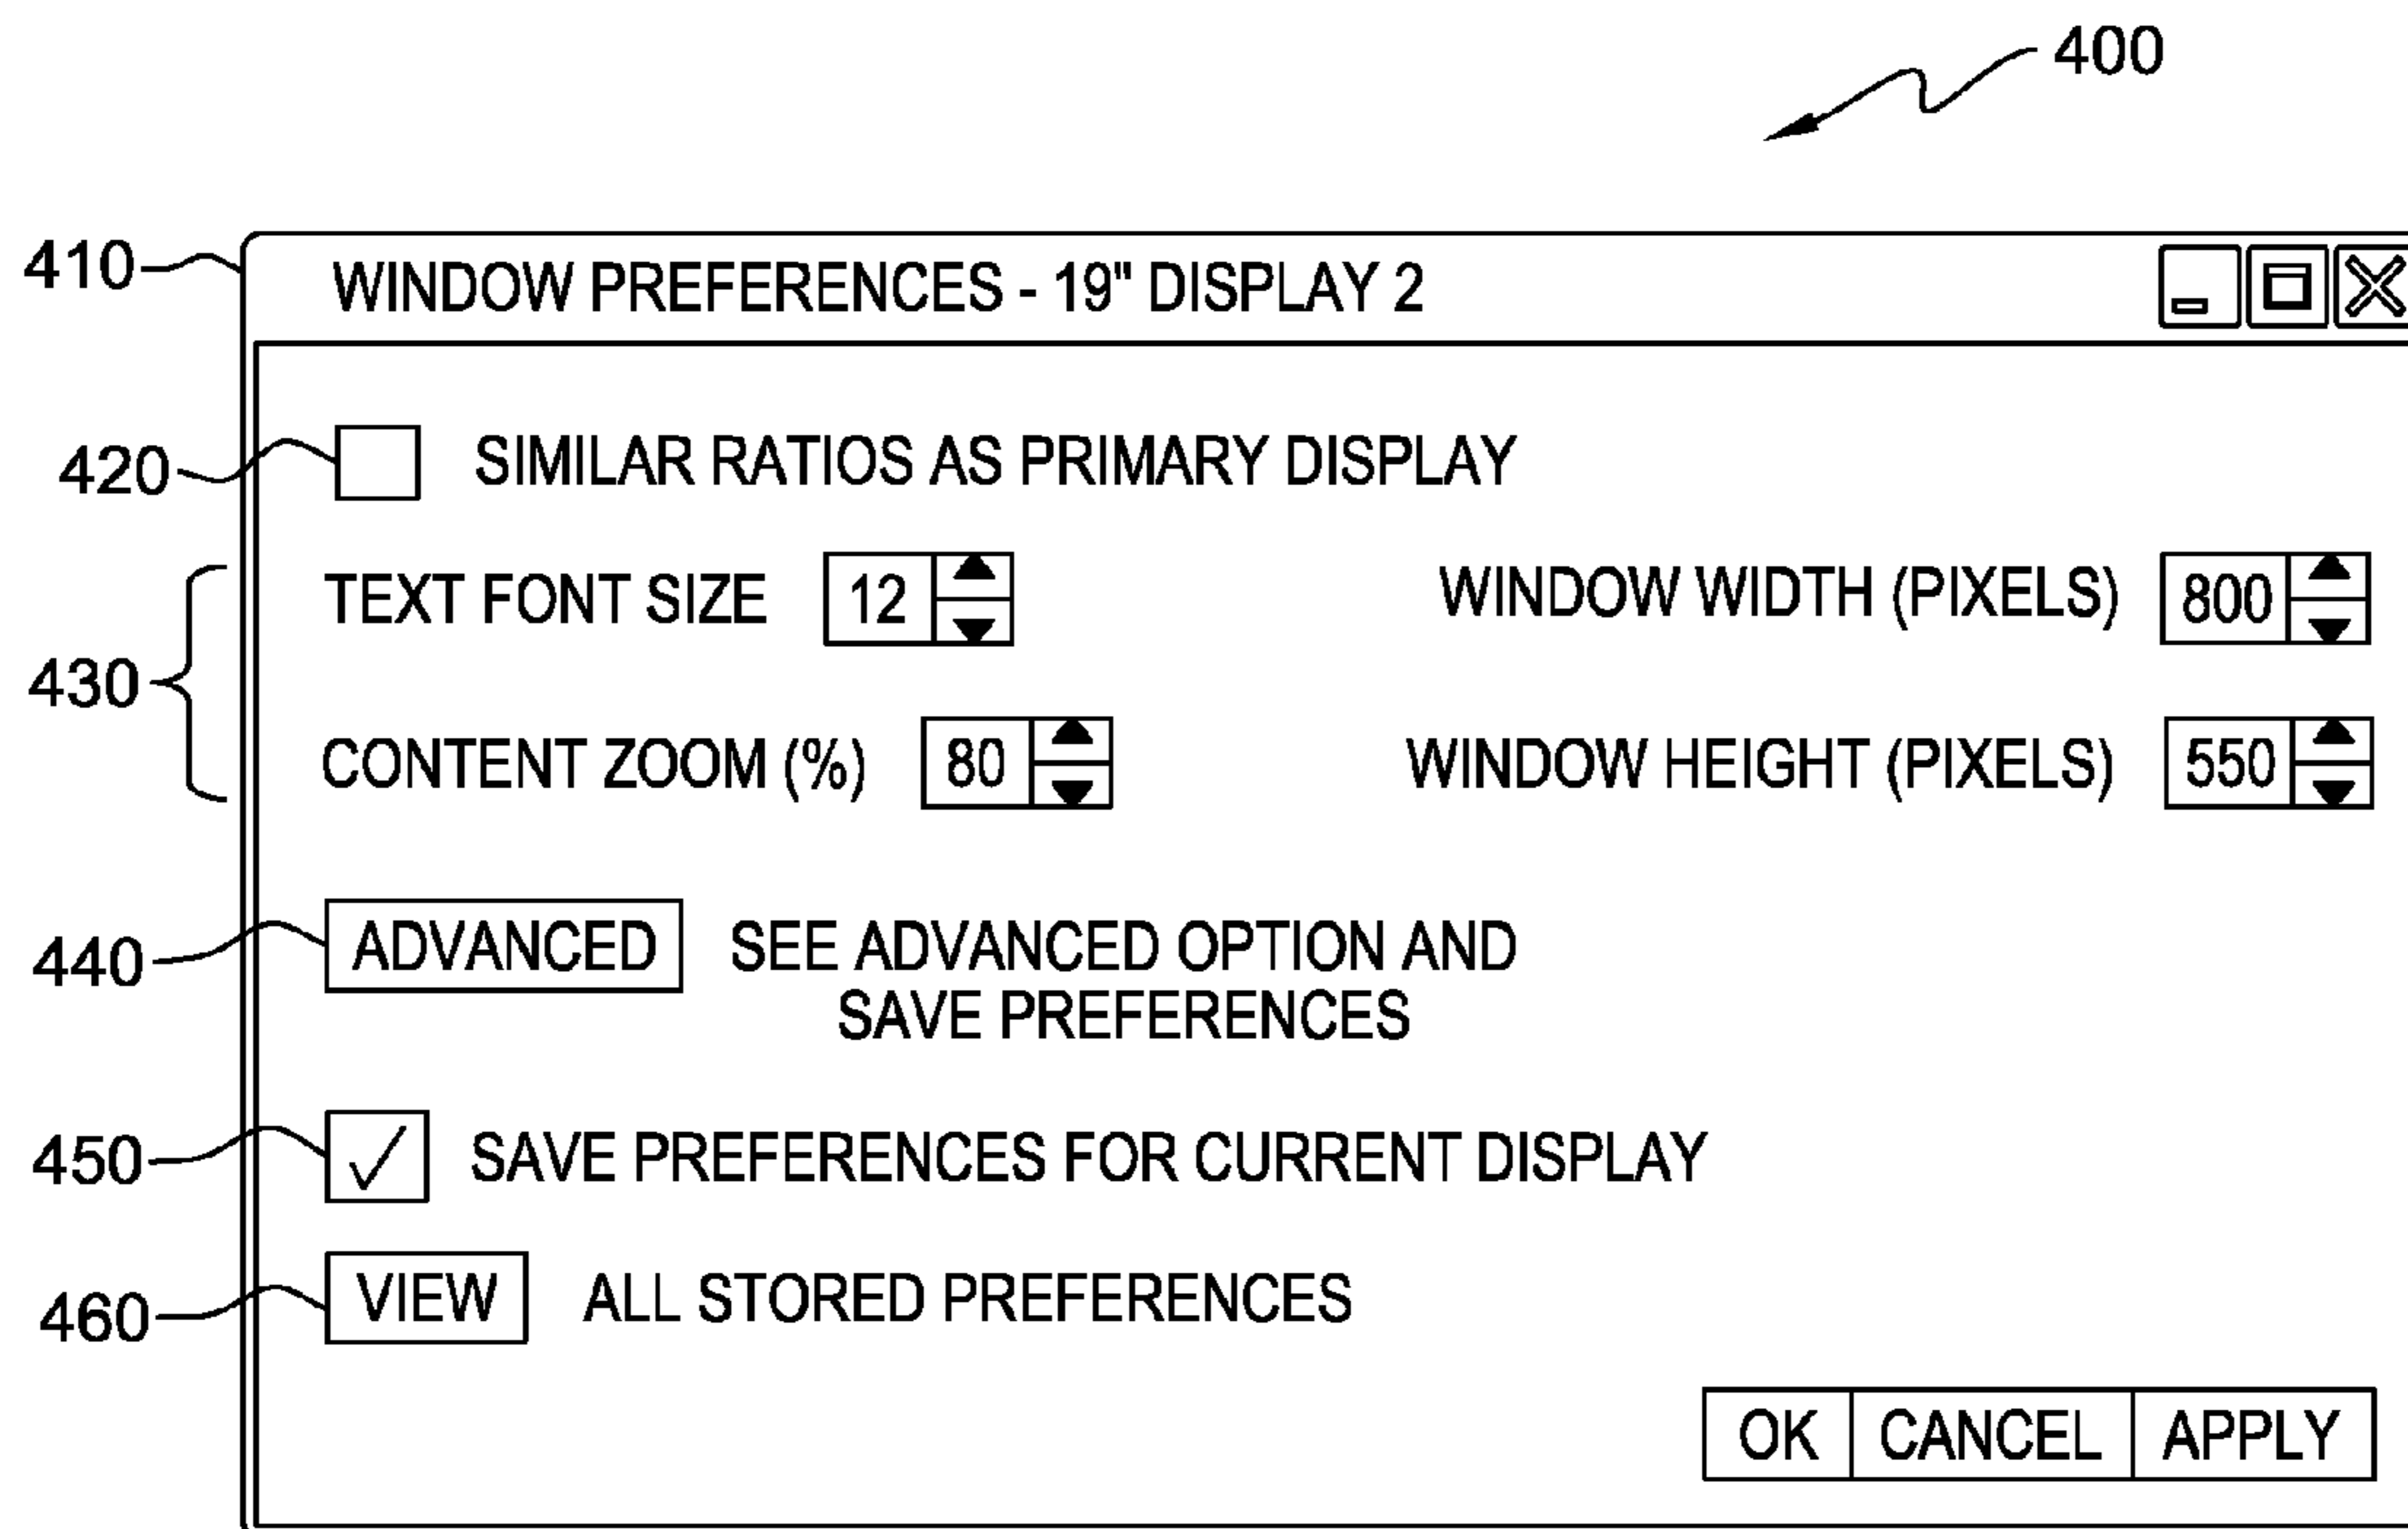 400
410
WINDOW PREFERENCES - 19" DISPLAY 2
420
SIMILAR RATIOS AS PRIMARY DISPLAY
430
TEXT FONT SIZE 12
WINDOW WIDTH (PIXELS) 800
CONTENT ZOOM (%) 80
WINDOW HEIGHT (PIXELS) 550
440
ADVANCED
SEE ADVANCED OPTION AND
SAVE PREFERENCES
450
SAVE PREFERENCES FOR CURRENT DISPLAY
460
VIEW
ALL STORED PREFERENCES
OK
CANCEL
APPLY